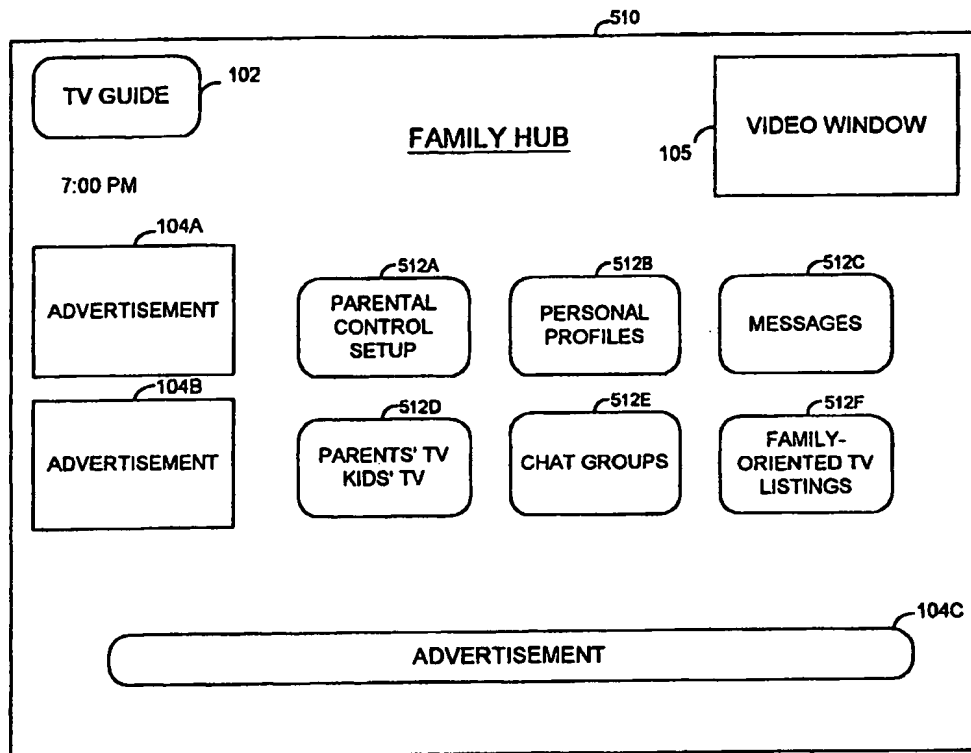 510
TV GUIDE
102
FAMILY HUB
VIDEO WINDOW
105
7:00 PM
104A
ADVERTISEMENT
512A
PARENTAL
CONTROL
SETUP
512B
PERSONAL
PROFILES
512C
MESSAGES
104B
ADVERTISEMENT
512D
PARENTS' TV
KIDS' TV
512E
CHAT GROUPS
512F
FAMILY-
ORIENTED TV
LISTINGS
104C
ADVERTISEMENT